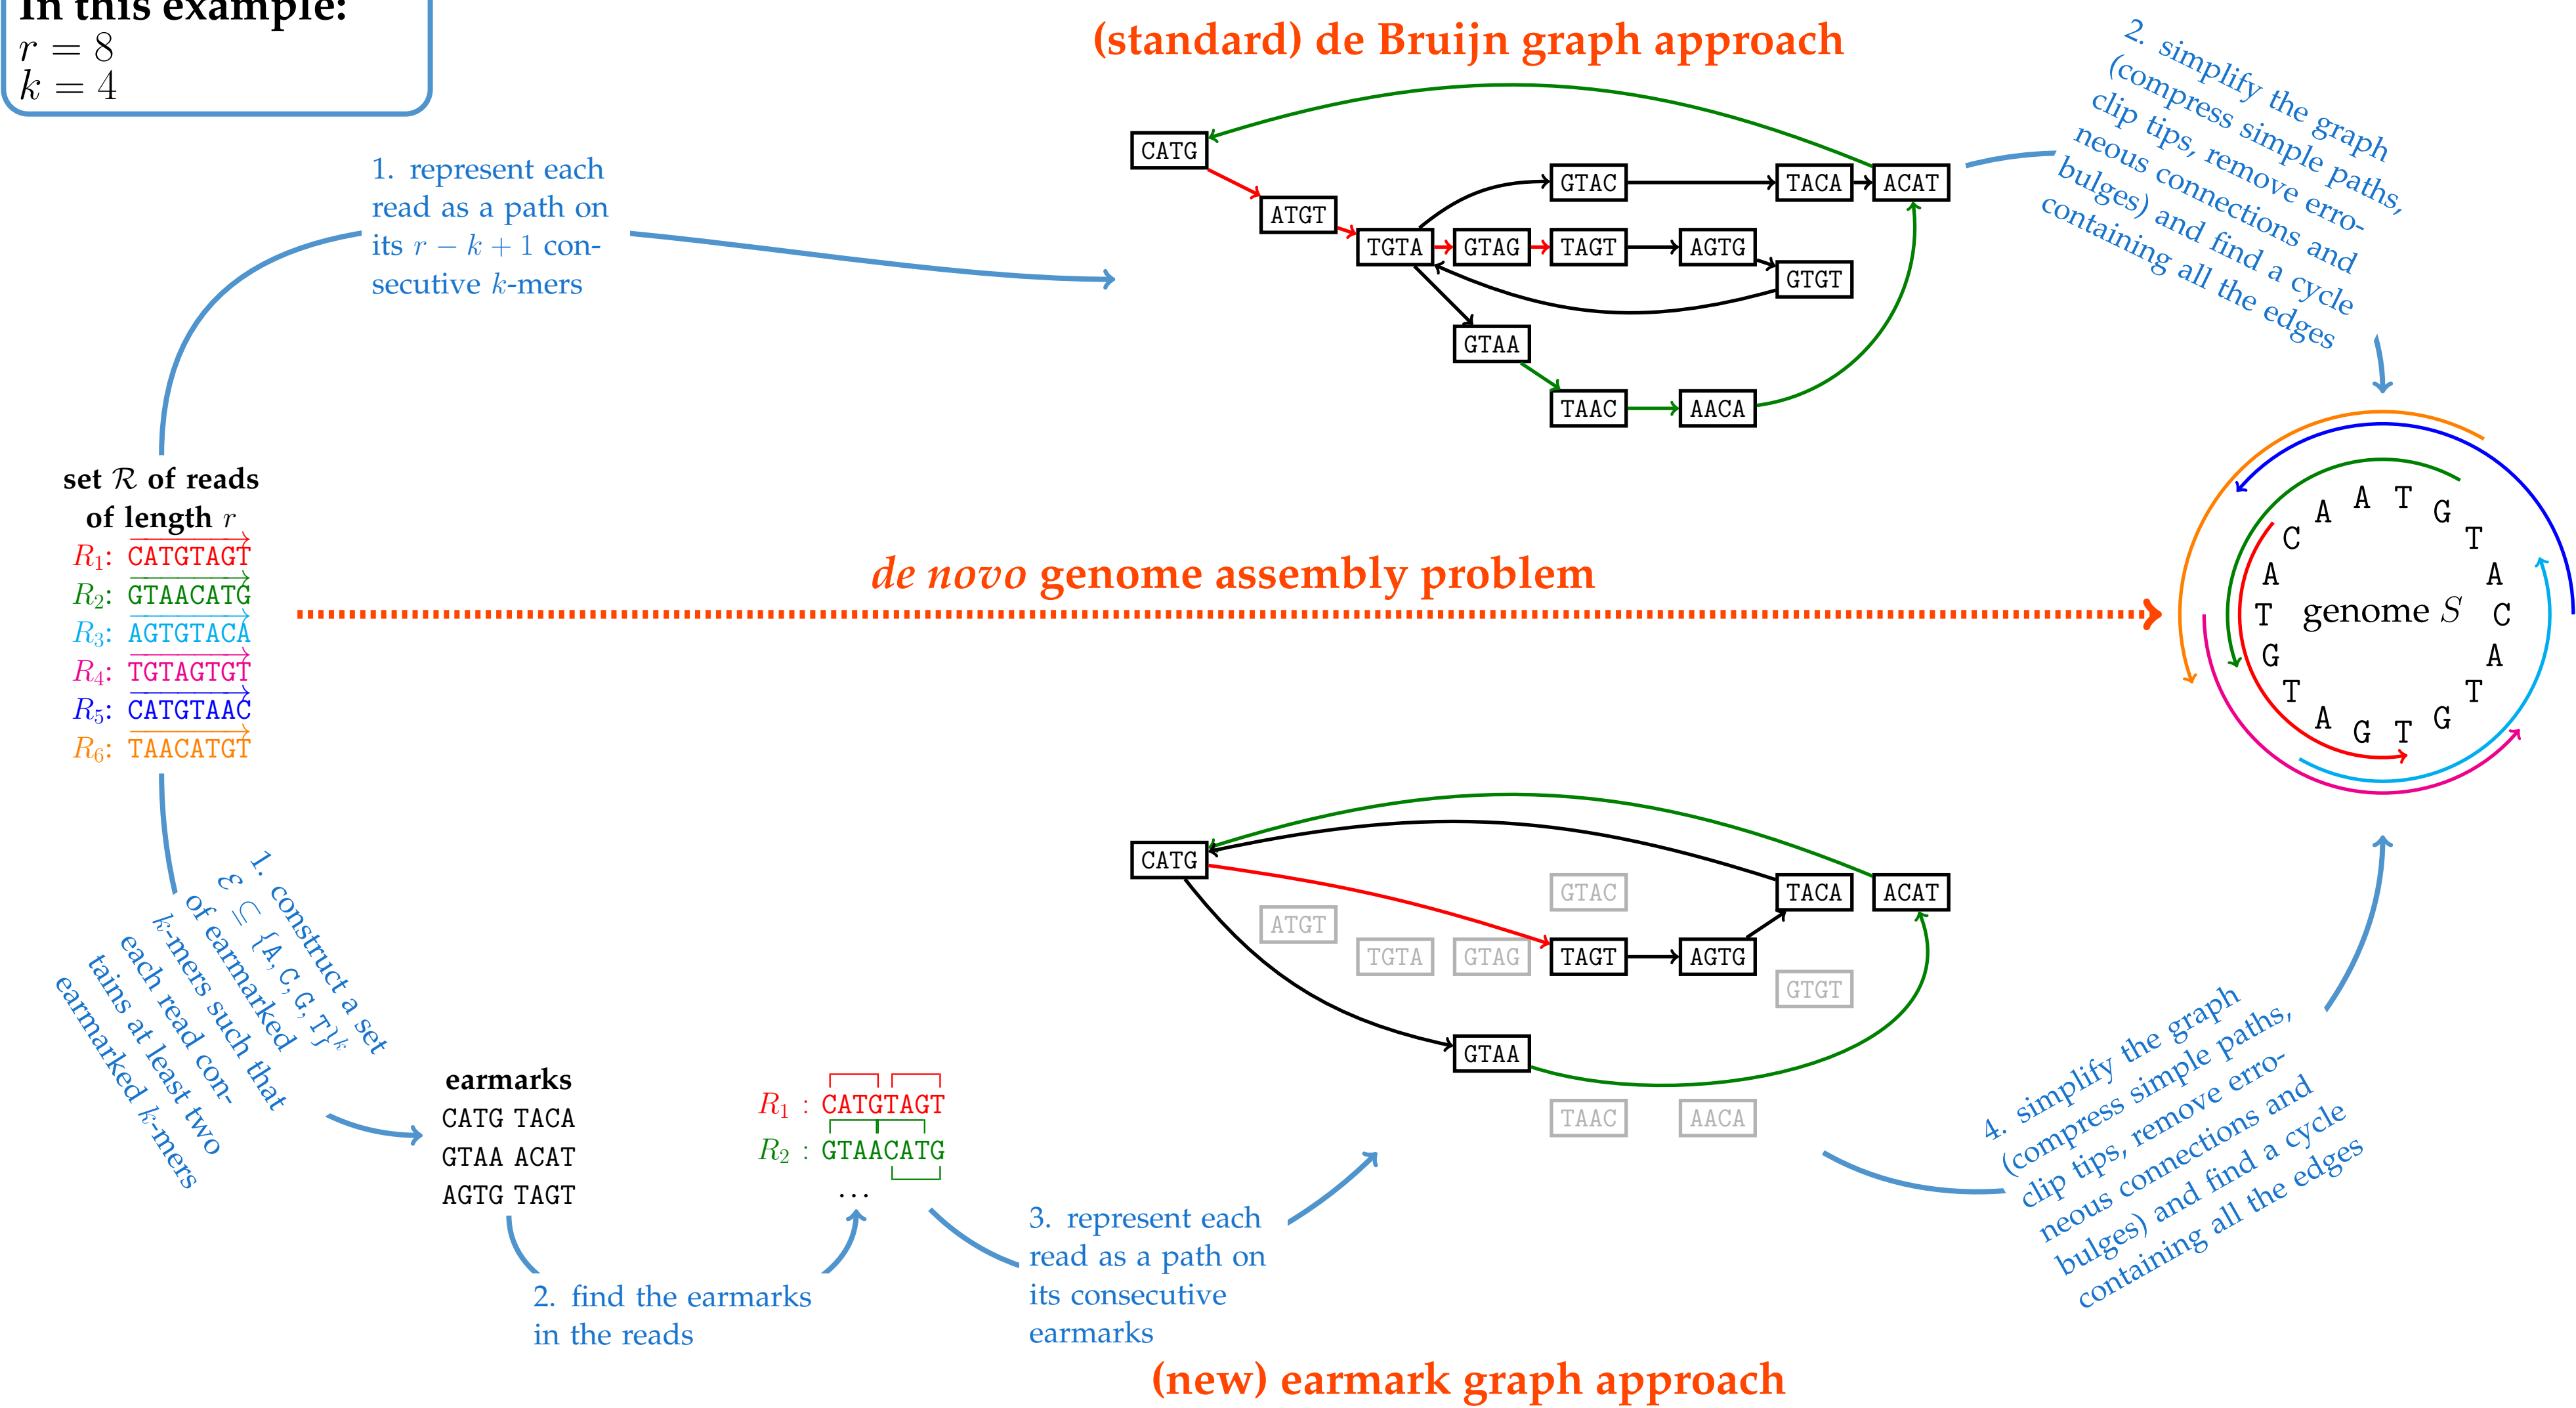 In this example:
r = 8
k = 4
(standard) de Bruijn graph approach
1. represent each
read as a path on
its r − k + 1 con-
secutive k-mers
CATG
ATGT
TGTA
GTAG
TAGT
AGTG
GTGT
GTAC
TACA
ACAT
GTAA
TAAC
AACA
2. simplify the graph
(compress simple paths,
clip tips, remove erro-
neous connections and
bulges) and find a cycle
containing all the edges
set ℛ of reads
of length r
R₁: CATGTAGT
R₂: GTAACATG
R₃: AGTGTACA
R₄: TGTAGTGT
R₅: CATGTAAC
R₆: TAACATGT
de novo genome assembly problem
genome S
A T G T A C A T G T G A T G T A C A
1. construct a set
ℰ ⊆ {A, C, G, T}ᵏ
of earmarked
k-mers such that
each read con-
tains at least two
earmarked k-mers
earmarks
CATG TACA
GTAA ACAT
AGTG TAGT
2. find the earmarks
in the reads
R₁ : CATGTAGT
R₂ : GTAACATG
...
3. represent each
read as a path on
its consecutive
earmarks
CATG
ATGT
TGTA
GTAG
TAGT
AGTG
GTGT
GTAC
TACA
ACAT
GTAA
TAAC
AACA
4. simplify the graph
(compress simple paths,
clip tips, remove erro-
neous connections and
bulges) and find a cycle
containing all the edges
(new) earmark graph approach